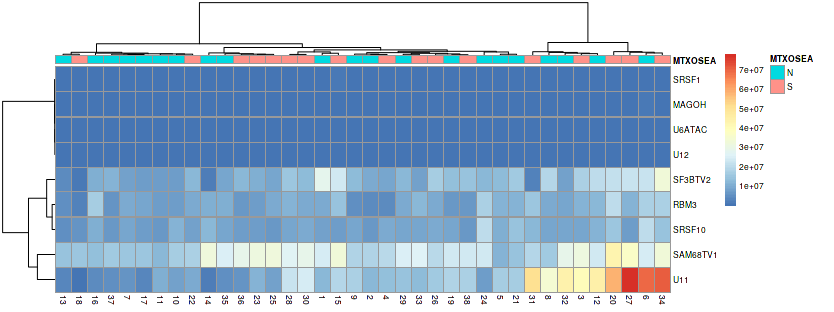 MTXOSEA
SRSF1
MAGOH
U6ATAC
U12
SF3BTV2
RBM3
SRSF10
SAM68TV1
U11
13 18 16 37 7 17 11 10 22 14 35 36 23 25 28 30 1 15 9 2 4 29 33 26 19 38 24 5 21 31 8 32 3 12 20 27 6 34
7e+07
6e+07
5e+07
4e+07
3e+07
2e+07
1e+07
MTXOSEA
N
S